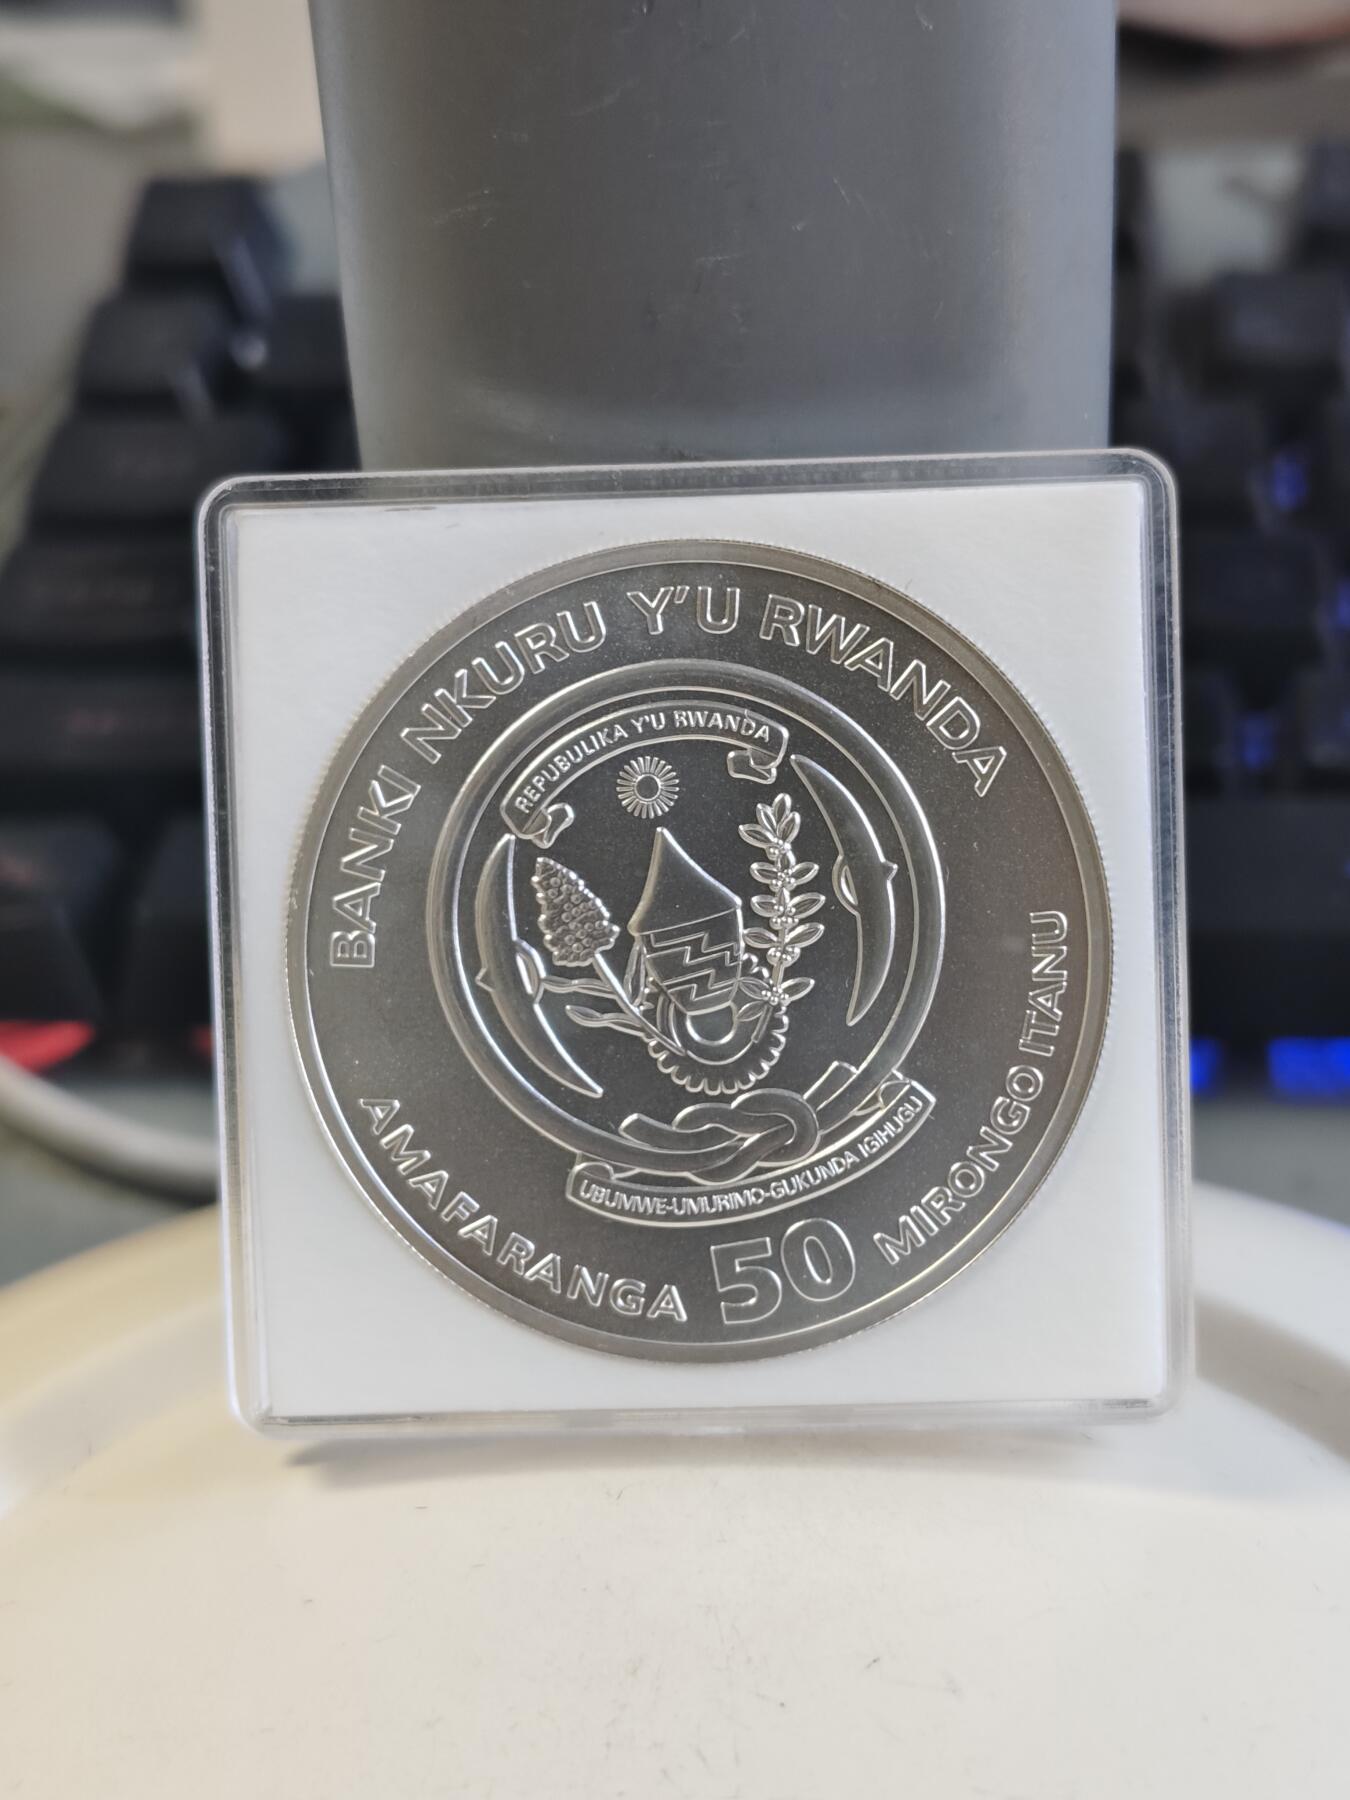 BANKI NKURU Y'U RWANDA
REPUBULIKA Y'U RWANDA
UBUMWE-UMURIMO-GUKUNDA IGIHUGU
AMAFARANGA 50 MIRONGO ITANU